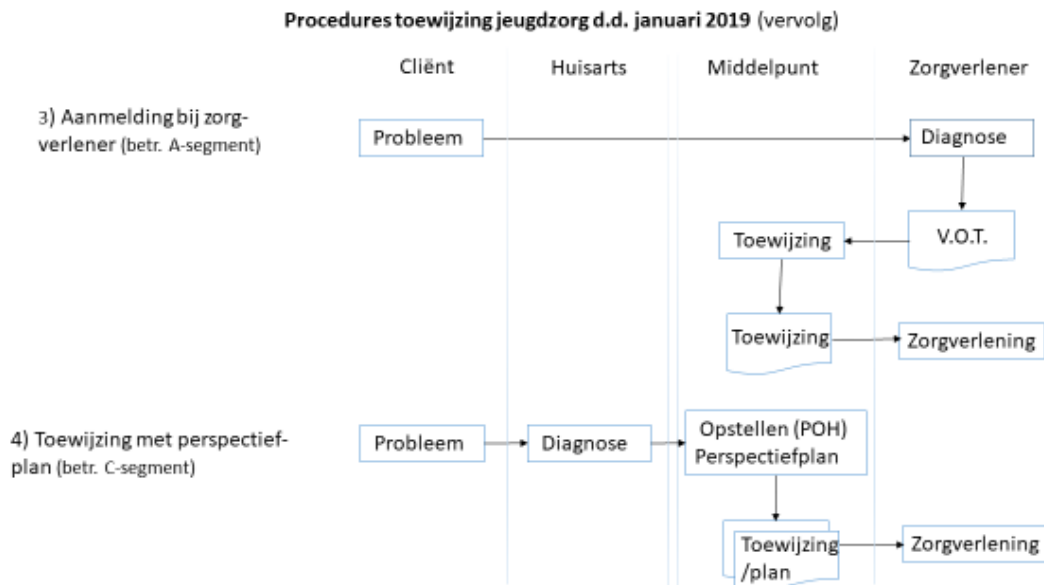 Procedures toewijzing jeugdzorg d.d. januari 2019 (vervolg)
Cliënt Huisarts Middelpunt Zorgverlener
3) Aanmelding bij zorg-
verlener (betr. A-segment)
Probleem
Diagnose
V.O.T.
Toewijzing
Toewijzing
Zorgverlening
4) Toewijzing met perspectief-
plan (betr. C-segment)
Probleem
Diagnose
Opstellen (POH)
Perspectiefplan
Toewijzing
/plan
Zorgverlening